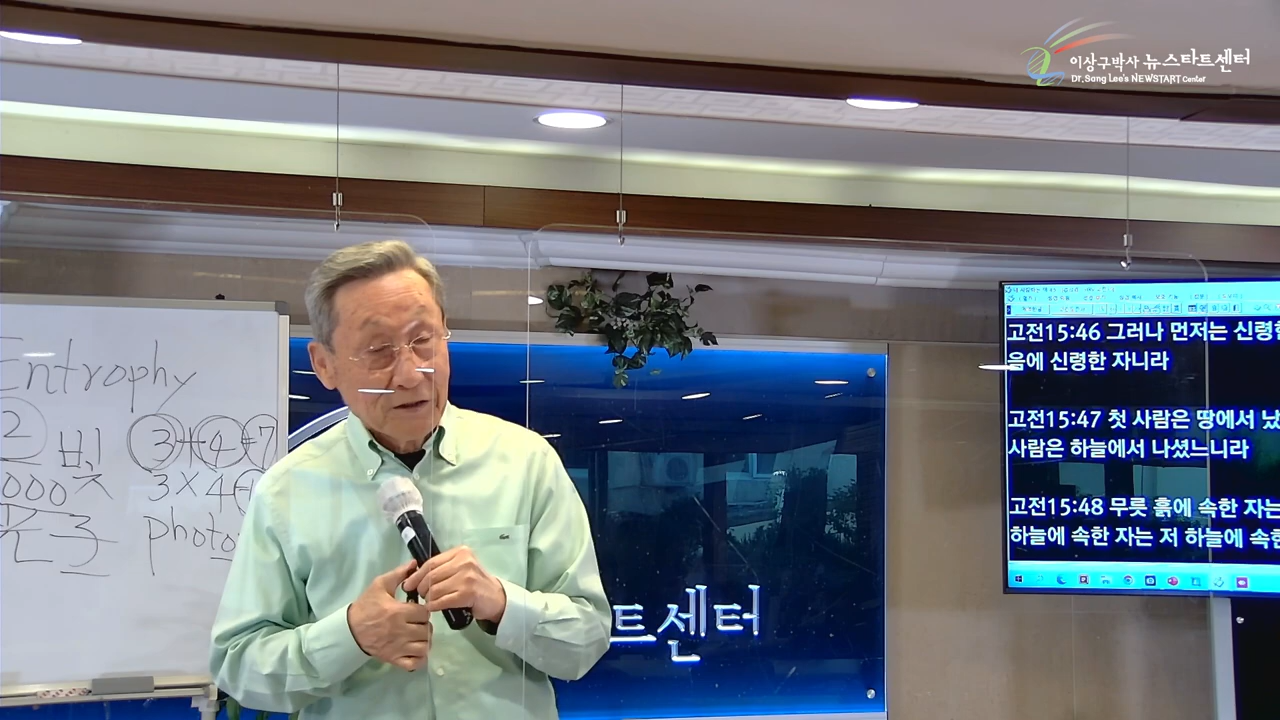 이상구박사 뉴스타트센터
Dr. Sang Lee's NEWSTART Center
Entrophy
2 빛 3+4=7
000 3×4=
광자 photo
트센터
고전15:46 그러나 먼저는 신령한
음에 신령한 자니라
고전15:47 첫 사람은 땅에서 났
사람은 하늘에서 나셨느니라
고전15:48 무릇 흙에 속한 자는
하늘에 속한 자는 저 하늘에 속한